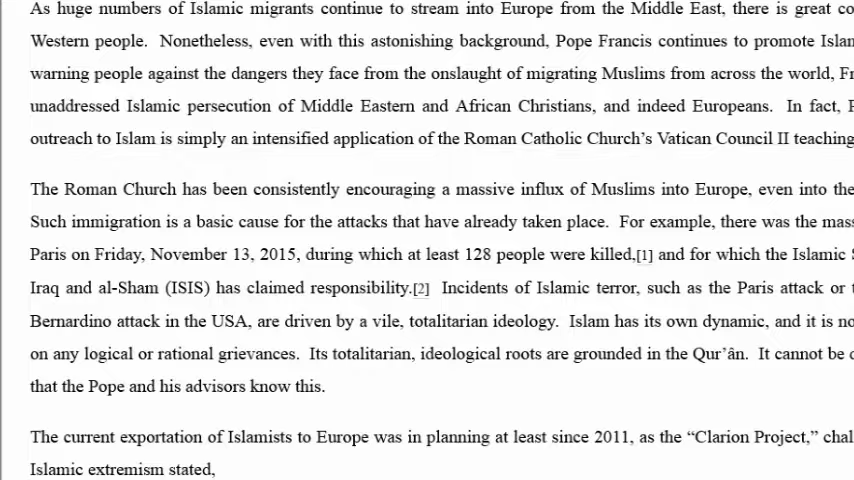 As huge numbers of Islamic migrants continue to stream into Europe from the Middle East, there is great
Western people. Nonetheless, even with this astonishing background, Pope Francis continues to promote
warning people against the dangers they face from the onslaught of migrating Muslims from across the world,
unaddressed Islamic persecution of Middle Eastern and African Christians, and indeed Europeans. In fact,
outreach to Islam is simply an intensified application of the Roman Catholic Church's Vatican Council II teaching
The Roman Church has been consistently encouraging a massive influx of Muslims into Europe, even into the
Such immigration is a basic cause for the attacks that have already taken place. For example, there was the
Paris on Friday, November 13, 2015, during which at least 128 people were killed,[1] and for which the Islamic
Iraq and al-Sham (ISIS) has claimed responsibility.[2] Incidents of Islamic terror, such as the Paris attack or
Bernardino attack in the USA, are driven by a vile, totalitarian ideology. Islam has its own dynamic, and it is
on any logical or rational grievances. Its totalitarian, ideological roots are grounded in the Qur'ân. It cannot be
that the Pope and his advisors know this.
The current exportation of Islamists to Europe was in planning at least since 2011, as the “Clarion Project,”
Islamic extremism stated,